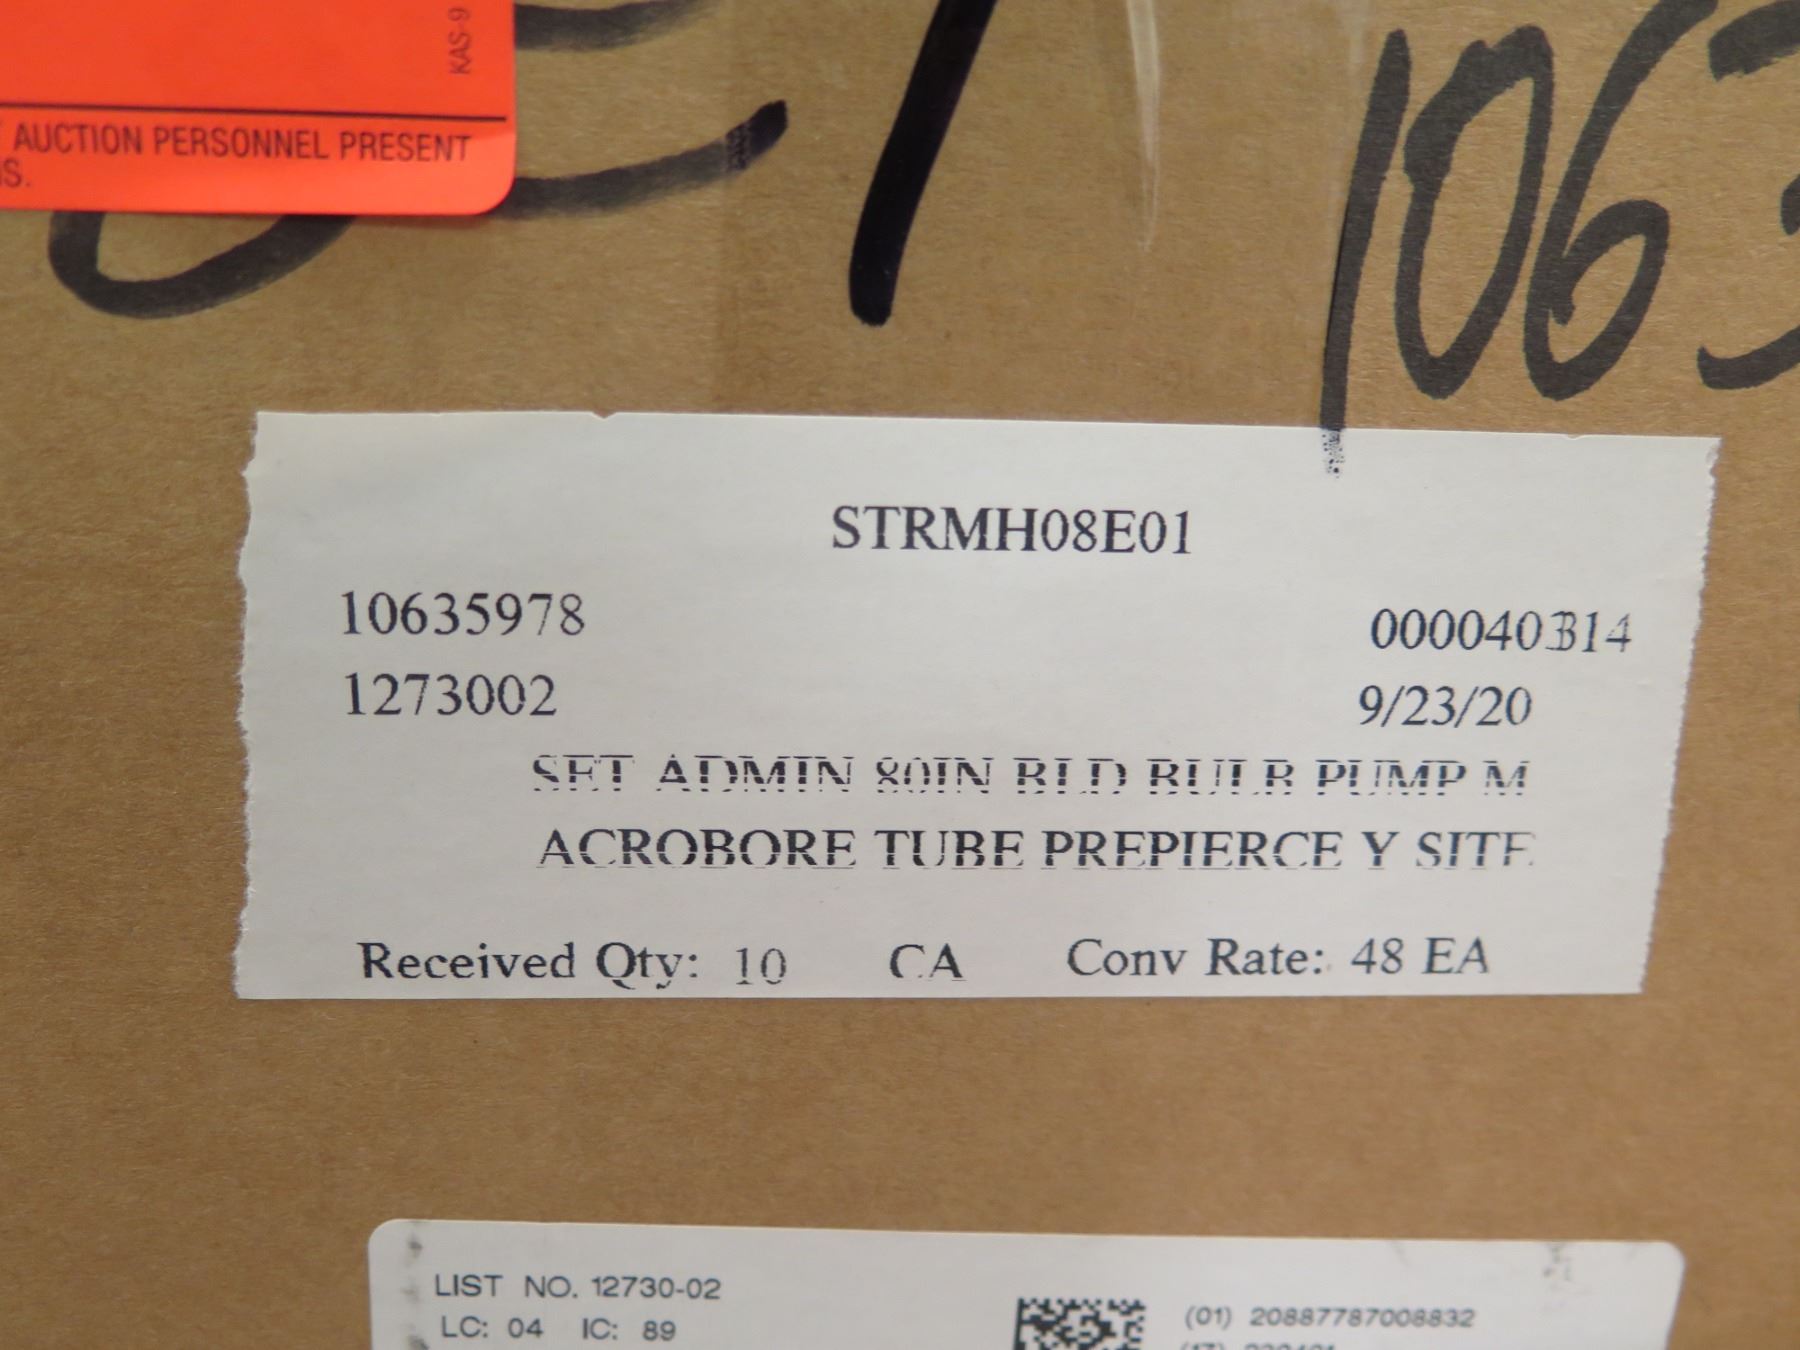 KAS-9
AUCTION PERSONNEL PRESENT
1063
STRMH08E01
10635978
000040314
1273002
9/23/20
SET ADMIN 80IN BLD BULB PUMP M
ACROBORE TUBE PREPIERCE Y SITE
Received Qty: 10 CA Conv Rate: 48 EA
LIST NO. 12730-02
LC: 04 IC: 89
(01) 20887787008832